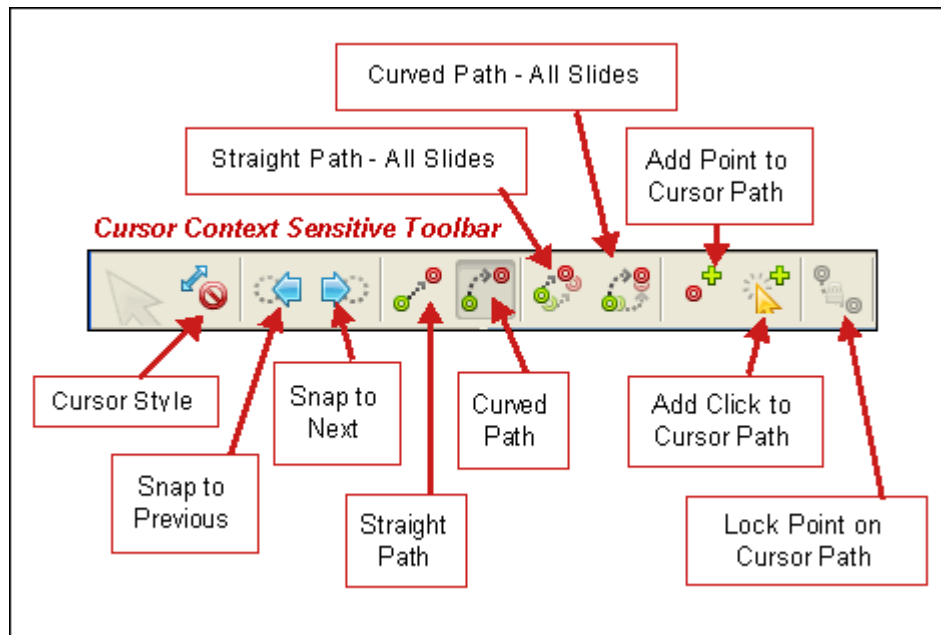 Curved Path - All Slides
Straight Path - All Slides
Add Point to
Cursor Path
Cursor Context Sensitive Toolbar
Cursor Style
Snap to
Previous
Snap to
Next
Straight
Path
Curved
Path
Add Click to
Cursor Path
Lock Point on
Cursor Path